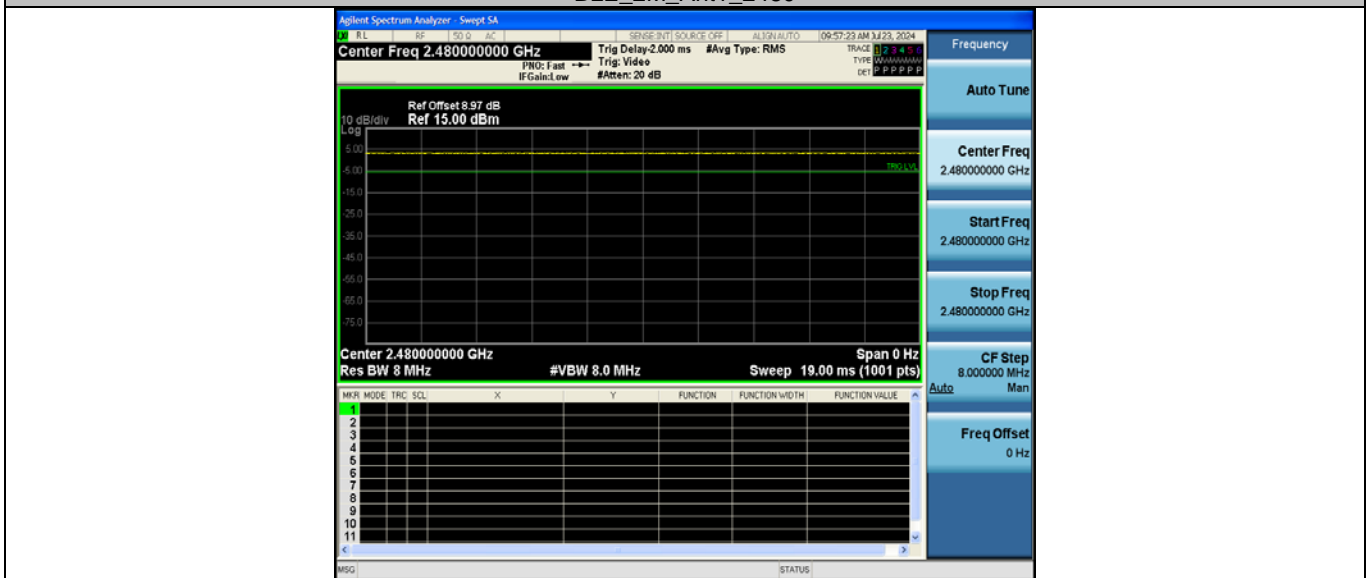 Agilent Spectrum Analyzer - Swept SA
RL RF 50 Ω AC SENSE:INT SOURCE OFF ALIGNAUTO 09:57:23 AM Jul 23, 2024
Center Freq 2.480000000 GHz
PNO: Fast
IFGain:Low
Trig Delay-2.000 ms #Avg Type: RMS
Trig: Video
#Atten: 20 dB
TRACE 1 2 3 4 5 6
TYPE WWWWWW
DET P P P P P P
Ref Offset 8.97 dB
10 dB/div Ref 15.00 dBm
Log
5.00
-5.00
TRIG LVL
-15.0
-25.0
-35.0
-45.0
-55.0
-65.0
-75.0
Center 2.480000000 GHz Span 0 Hz
Res BW 8 MHz #VBW 8.0 MHz Sweep 19.00 ms (1001 pts)
MKR MODE TRC SCL X Y FUNCTION FUNCTION WIDTH FUNCTION VALUE
1
2
3
4
5
6
7
8
9
10
11
MSG STATUS
Frequency
Auto Tune
Center Freq
2.480000000 GHz
Start Freq
2.480000000 GHz
Stop Freq
2.480000000 GHz
CF Step
8.000000 MHz
Auto Man
Freq Offset
0 Hz